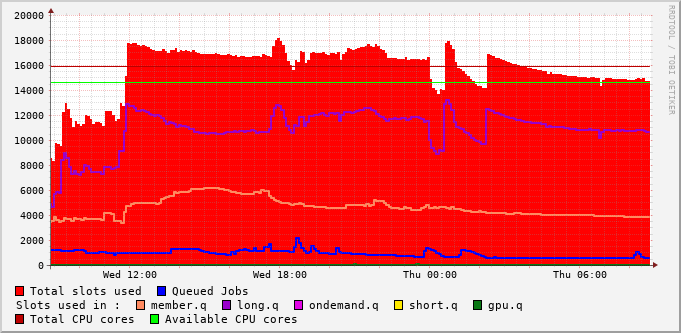 20000
18000
16000
14000
12000
10000
8000
6000
4000
2000
0
Wed 12:00 Wed 18:00 Thu 00:00 Thu 06:00
RRDTOOL / TOBI OETIKER
Total slots used Queued Jobs
Slots used in : member.q long.q ondemand.q short.q gpu.q
Total CPU cores Available CPU cores